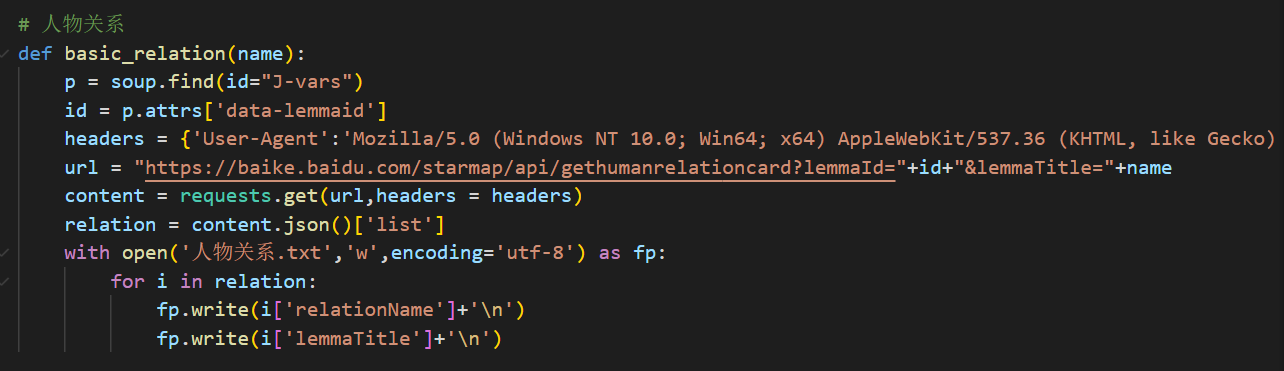 # 人物关系
def basic_relation(name):
    p = soup.find(id="J-vars")
    id = p.attrs['data-lemmaid']
    headers = {'User-Agent':'Mozilla/5.0 (Windows NT 10.0; Win64; x64) AppleWebKit/537.36 (KHTML, like Gecko)
    url = "https://baike.baidu.com/starmap/api/gethumanrelationcard?lemmaId="+id+"&lemmaTitle="+name
    content = requests.get(url,headers = headers)
    relation = content.json()['list']
    with open('人物关系.txt','w',encoding='utf-8') as fp:
        for i in relation:
            fp.write(i['relationName']+'\n')
            fp.write(i['lemmaTitle']+'\n')